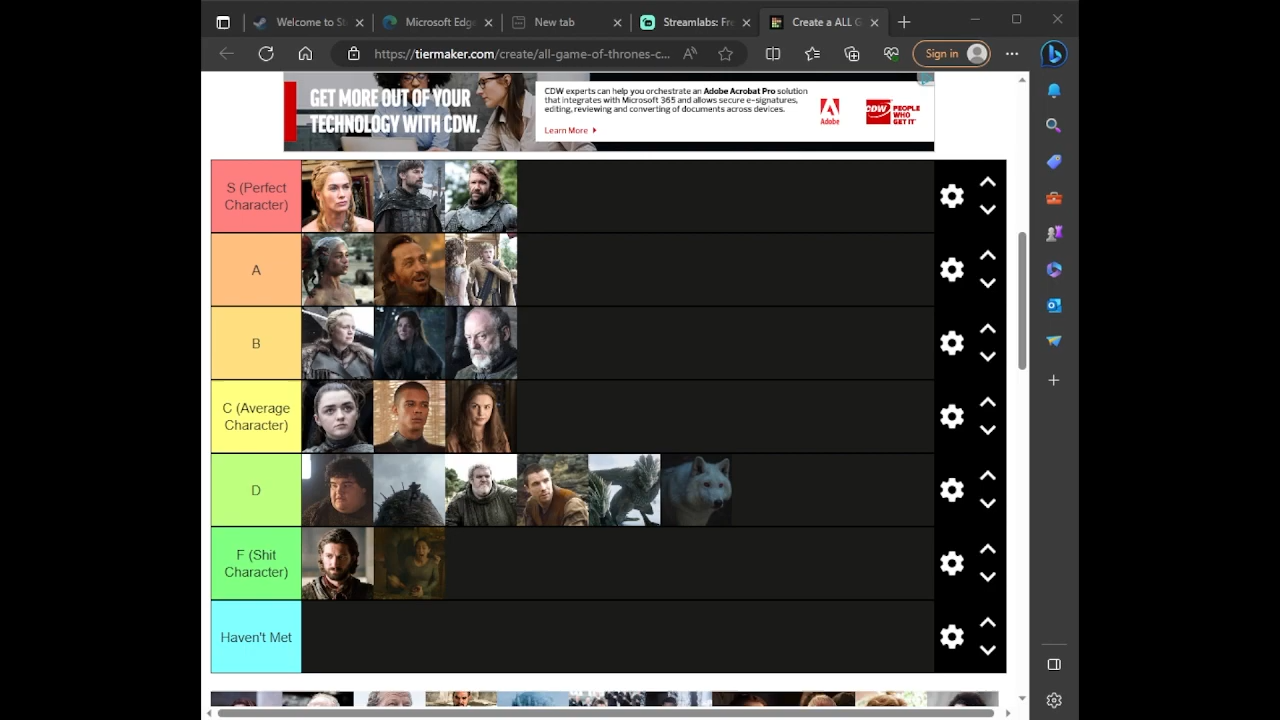 Welcome to St
Microsoft Edg
New tab
Streamlabs: Fre
Create a ALL G
https://tiermaker.com/create/all-game-of-thrones-c...
Sign in
GET MORE OUT OF YOUR
TECHNOLOGY WITH CDW.
CDW experts can help you orchestrate an Adobe Acrobat Pro solution
that integrates with Microsoft 365 and allows secure e-signatures,
editing, reviewing and converting of documents across devices.
Learn More
Adobe
CDW
PEOPLE
WHO
GET IT
S (Perfect
Character)
A
B
C (Average
Character)
D
F (Shit
Character)
Haven't Met